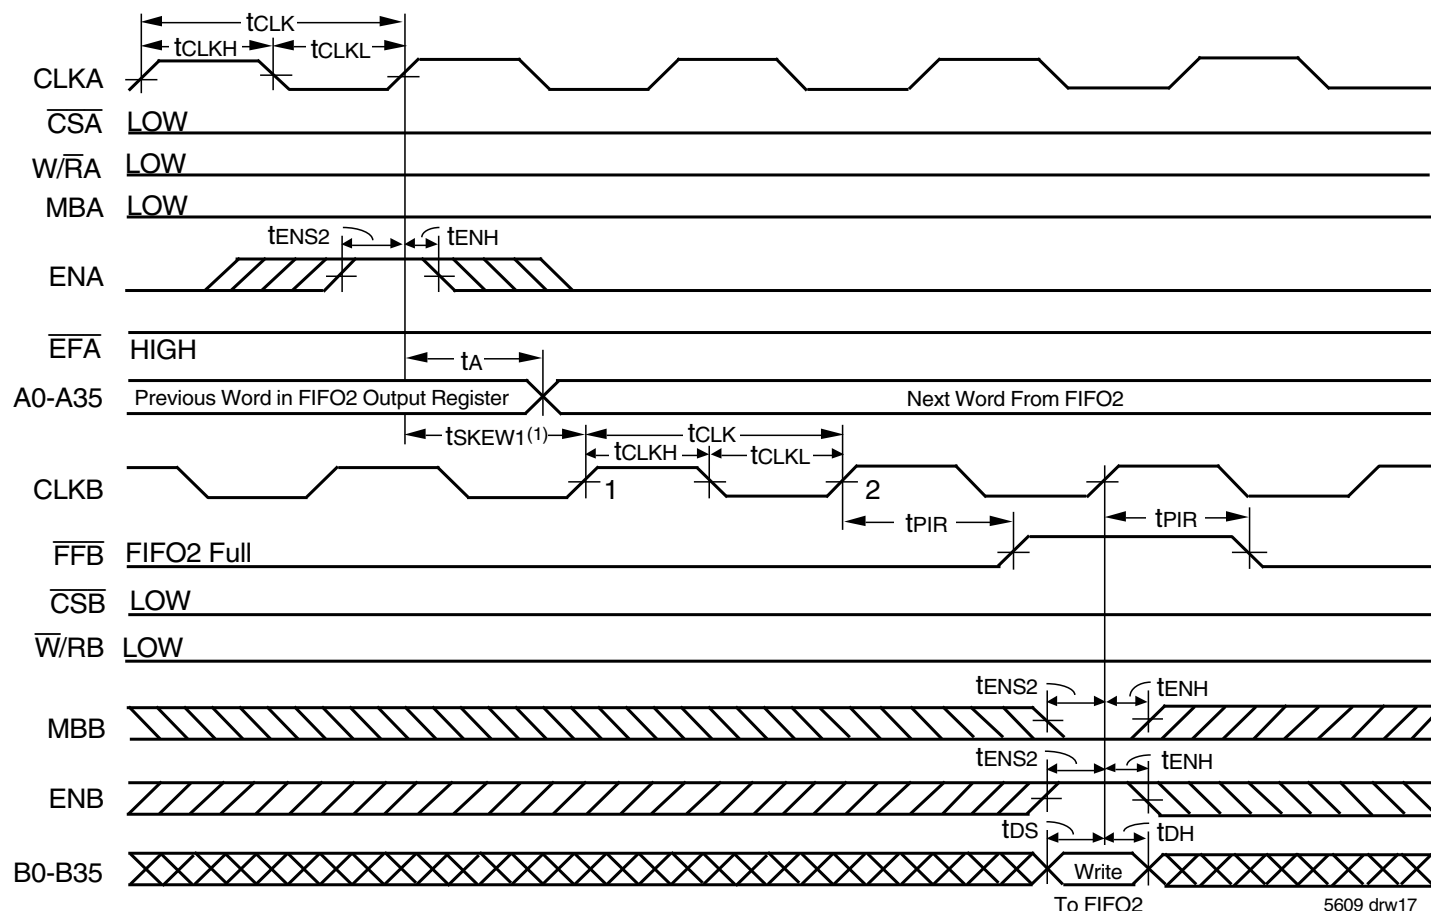 tCLK
tCLKH tCLKL
CLKA
CSA LOW
W/RA LOW
MBA LOW
tENS2 tENH
ENA
EFA HIGH
tA
A0-A35 Previous Word in FIFO2 Output Register Next Word From FIFO2
tSKEW1(1) tCLK
tCLKH tCLKL
CLKB 1 2
tPIR tPIR
FFB FIFO2 Full
CSB LOW
W/RB LOW
tENS2 tENH
MBB
tENS2 tENH
ENB
tDS tDH
B0-B35 Write
To FIFO2
5609 drw17